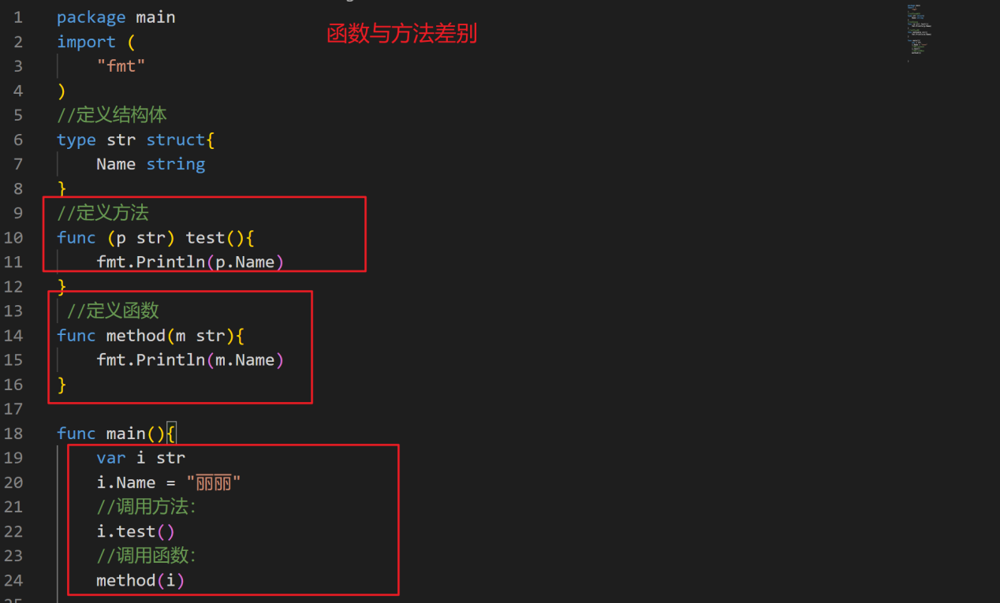 函数与方法差别
1 package main
2 import (
3 "fmt"
4 )
5 //定义结构体
6 type str struct{
7 Name string
8 }
9 //定义方法
10 func (p str) test(){
11 fmt.Println(p.Name)
12 }
13 //定义函数
14 func method(m str){
15 fmt.Println(m.Name)
16 }
17
18 func main(){
19 var i str
20 i.Name = "丽丽"
21 //调用方法:
22 i.test()
23 //调用函数:
24 method(i)